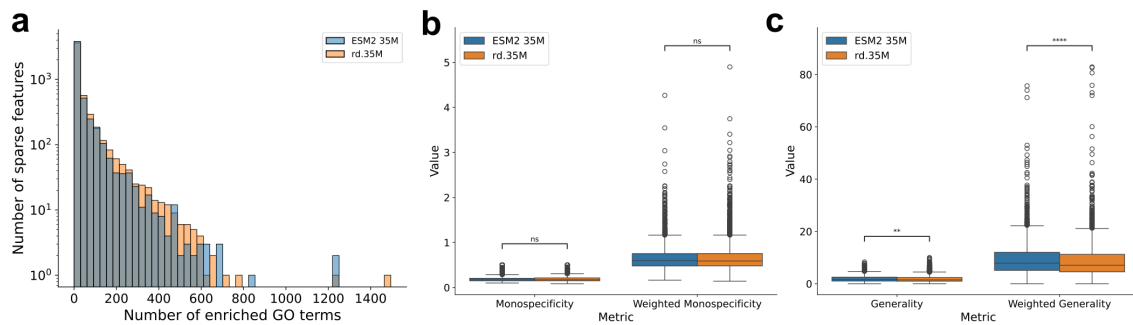 a
Number of sparse features
10³
10²
10¹
10⁰
0 200 400 600 800 1000 1200 1400
Number of enriched GO terms
ESM2 35M
rd.35M
b
Value
5
4
3
2
1
0
ESM2 35M
rd.35M
ns
ns
Monospecificity Weighted Monospecificity
Metric
c
Value
80
60
40
20
0
ESM2 35M
rd.35M
****
**
Generality Weighted Generality
Metric